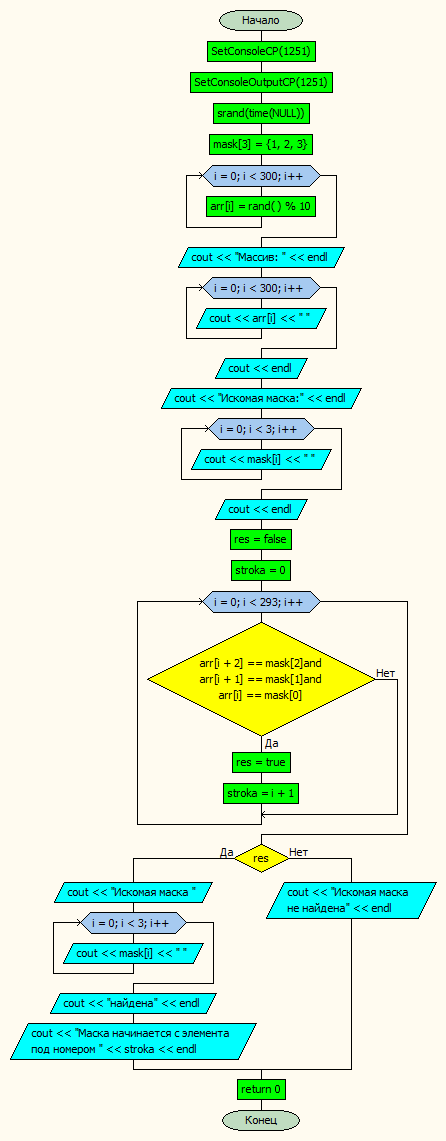 Начало
SetConsoleCP(1251)
SetConsoleOutputCP(1251)
srand(time(NULL))
mask[3] = {1, 2, 3}
i = 0; i < 300; i++
arr[i] = rand( ) % 10
cout << "Массив: " << endl
i = 0; i < 300; i++
cout << arr[i] << " "
cout << endl
cout << "Искомая маска:" << endl
i = 0; i < 3; i++
cout << mask[i] << " "
cout << endl
res = false
stroka = 0
i = 0; i < 293; i++
arr[i + 2] == mask[2]and
arr[i + 1] == mask[1]and
arr[i] == mask[0]
Нет
Да
res = true
stroka = i + 1
Да
res
Нет
cout << "Искомая маска "
cout << "Искомая маска
не найдена" << endl
i = 0; i < 3; i++
cout << mask[i] << " "
cout << "найдена" << endl
cout << "Маска начинается с элемента
под номером " << stroka << endl
return 0
Конец